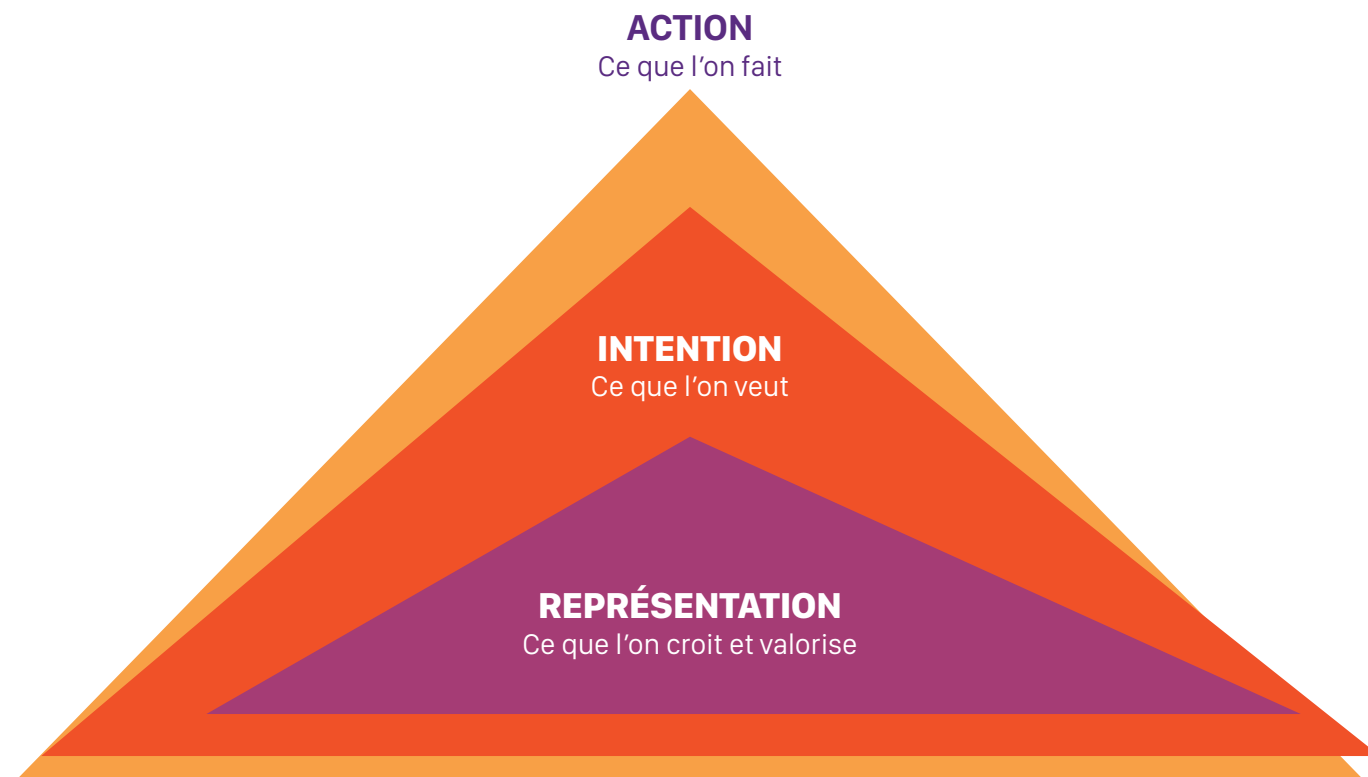 ACTION
Ce que l’on fait
INTENTION
Ce que l’on veut
REPRÉSENTATION
Ce que l’on croit et valorise